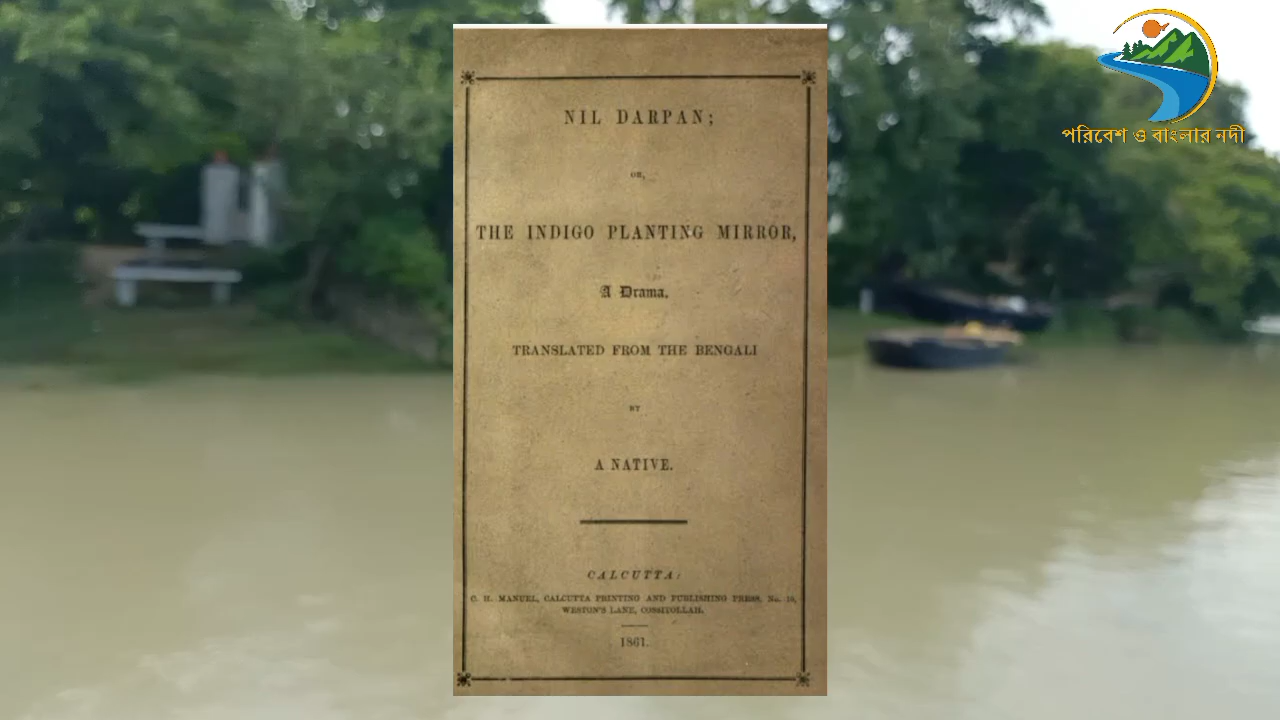 NIL DARPAN;
OR,
THE INDIGO PLANTING MIRROR,
A Drama.
TRANSLATED FROM THE BENGALI
BY
A NATIVE.
CALCUTTA:
C. H. MANUEL, CALCUTTA PRINTING AND PUBLISHING PRESS, No. 10,
WESTON'S LANE, COSSITOLLAH.
1861.
পরিবেশ ও বাংলার নদী